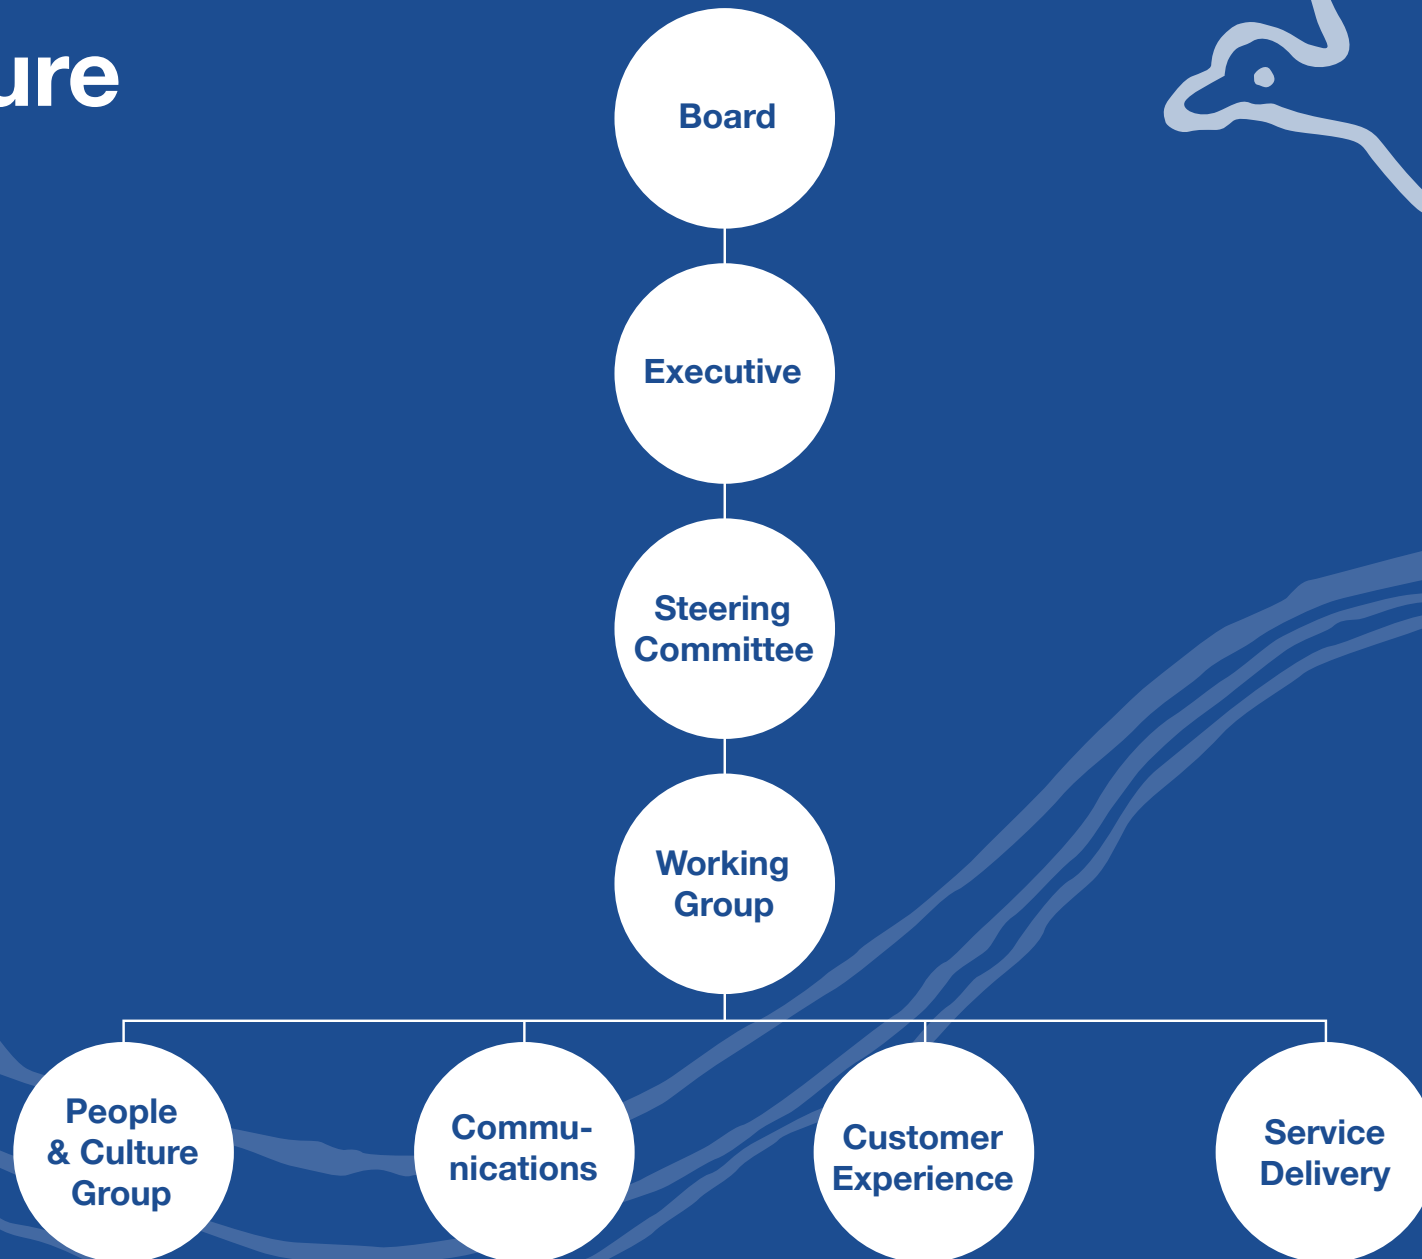 ure
Board
Executive
Steering
Committee
Working
Group
People
& Culture
Group
Commu-
nications
Customer
Experience
Service
Delivery